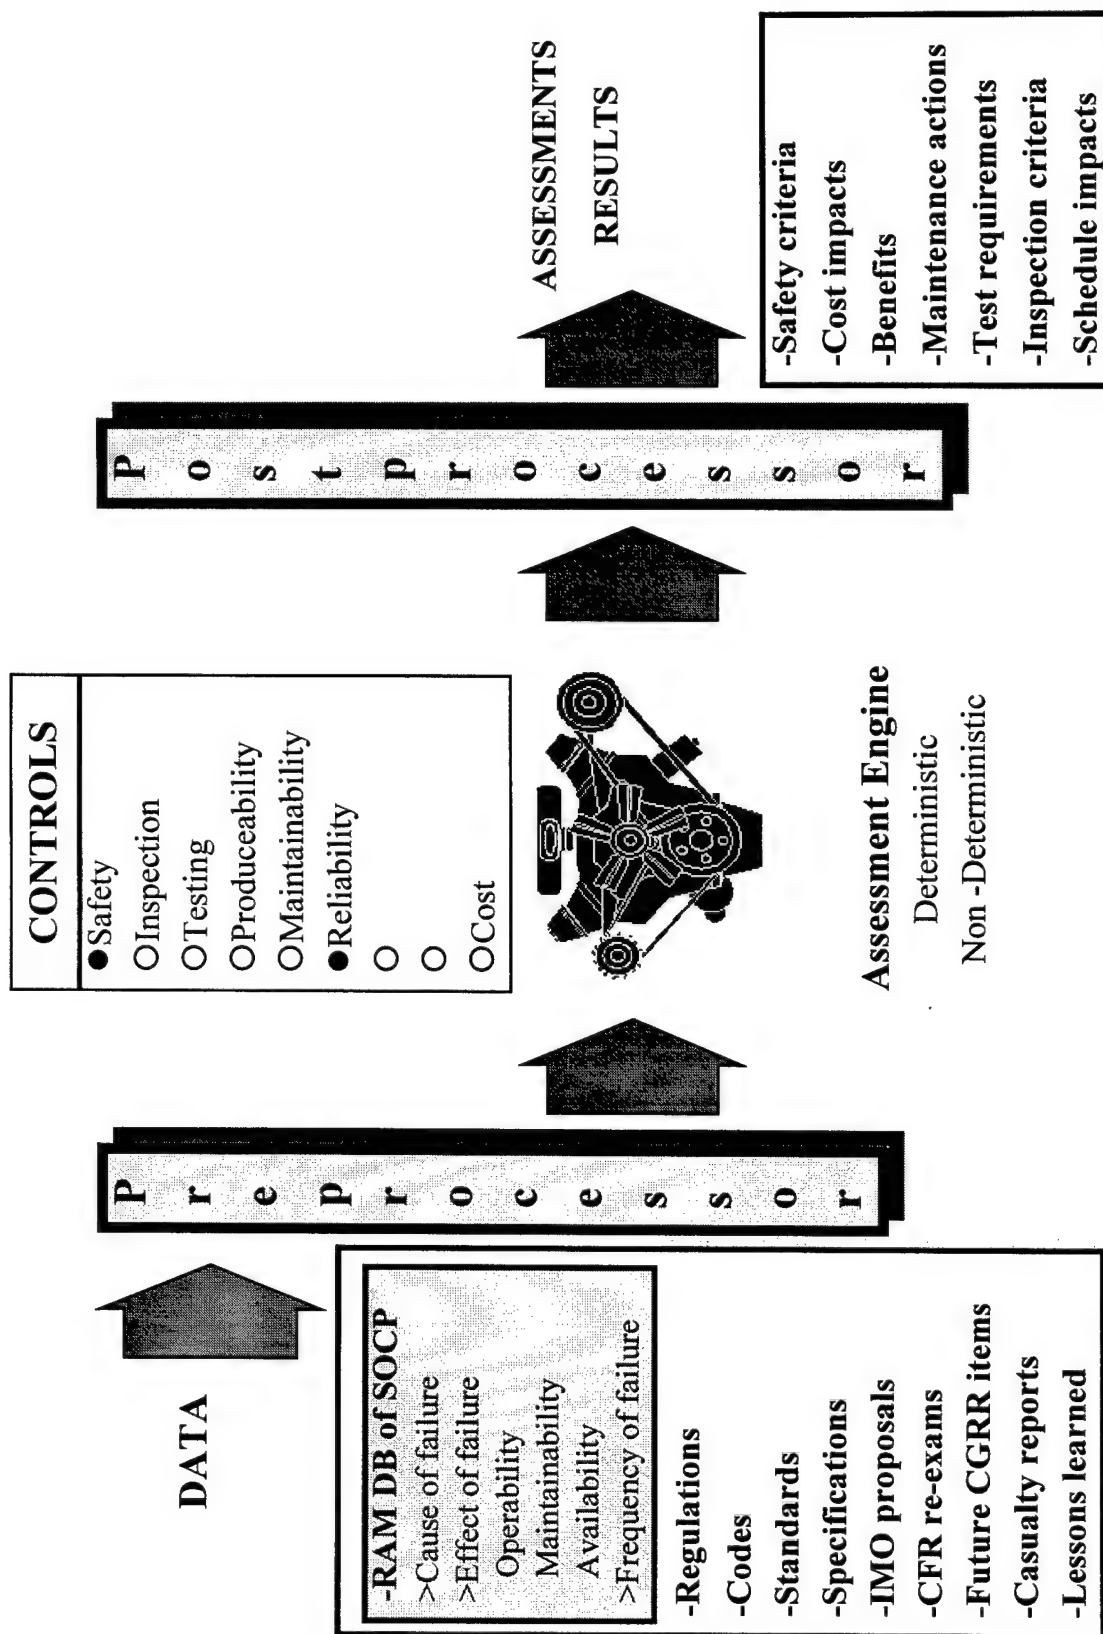 DATA
-RAM DB of SOCP
>Cause of failure
>Effect of failure
Operability
Maintainability
Availability
>Frequency of failure
-Regulations
-Codes
-Standards
-Specifications
-IMO proposals
-CFR re-exams
-Future CGRR items
-Casualty reports
-Lessons learned
Preprocessor
CONTROLS
●Safety
○Inspection
○Testing
○Produceability
○Maintainability
●Reliability
○
○
○Cost
Assessment Engine
Deterministic
Non -Deterministic
Postprocessor
ASSESSMENTS
RESULTS
-Safety criteria
-Cost impacts
-Benefits
-Maintenance actions
-Test requirements
-Inspection criteria
-Schedule impacts